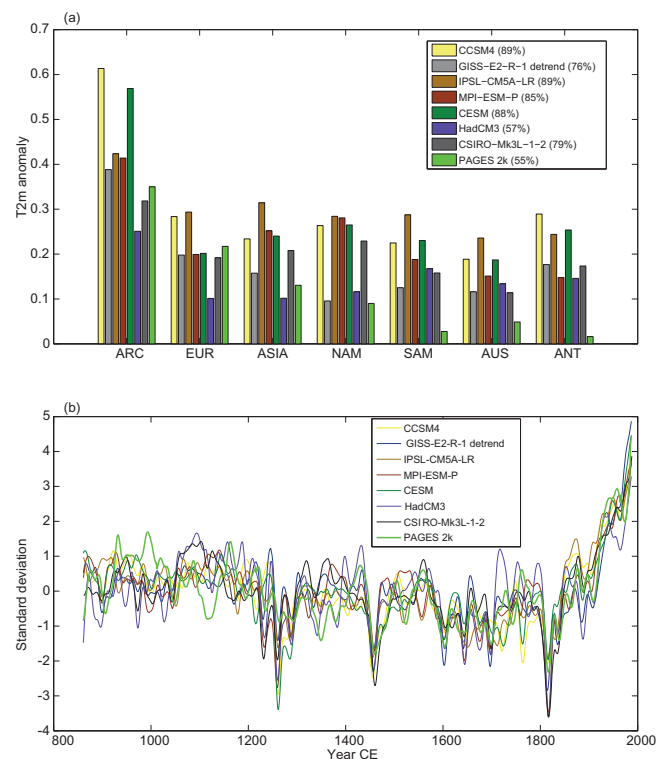 (a)
0.7
0.6
0.5
0.4
0.3
0.2
0.1
0
T2m anomaly
CCSM4 (89%)
GISS−E2−R−1 detrend (76%)
IPSL−CM5A−LR (89%)
MPI−ESM−P (85%)
CESM (88%)
HadCM3 (57%)
CSIRO−Mk3L−1−2 (79%)
PAGES 2k (55%)
ARC EUR ASIA NAM SAM AUS ANT
(b)
5
4
3
2
1
0
-1
-2
-3
-4
Standard deviation
CCSM4
GISS-E2-R-1 detrend
IPSL-CM5A-LR
MPI-ESM-P
CESM
HadCM3
CSIRO-Mk3L-1-2
PAGES 2k
800 1000 1200 1400 1600 1800 2000
Year CE